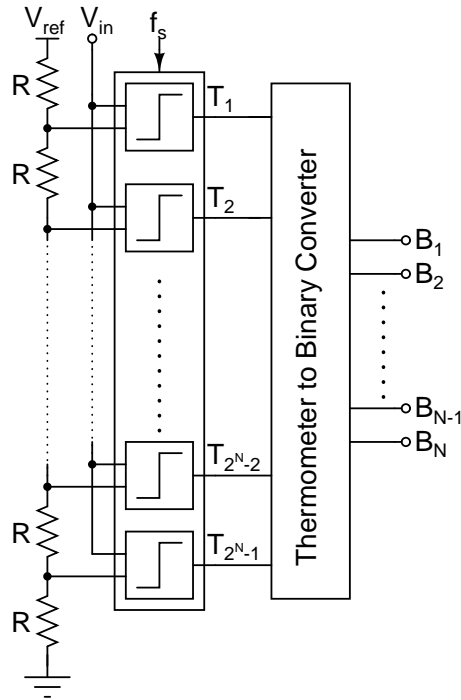 V_ref V_in f_s
R
T_1
R
T_2
Thermometer to Binary Converter
B_1
B_2
B_N-1
B_N
T_2^N-2
R
T_2^N-1
R